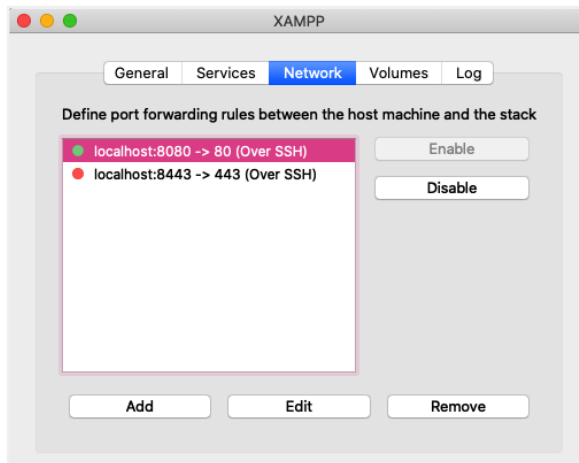 XAMPP
General Services Network Volumes Log
Define port forwarding rules between the host machine and the stack
localhost:8080 -> 80 (Over SSH)
Enable
localhost:8443 -> 443 (Over SSH)
Disable
Add Edit Remove